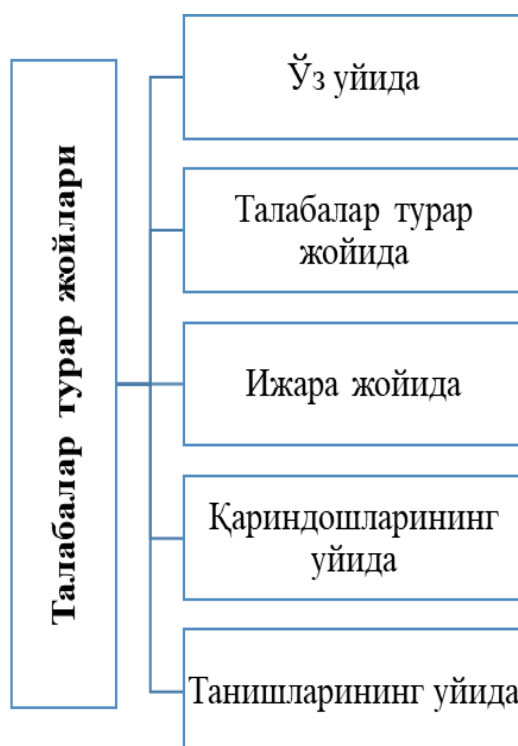 Талабалар турар жойлари
Ўз уйида
Талабалар турар
жойида
Ижара жойида
Қариндошларининг
уйида
Танишларининг уйида